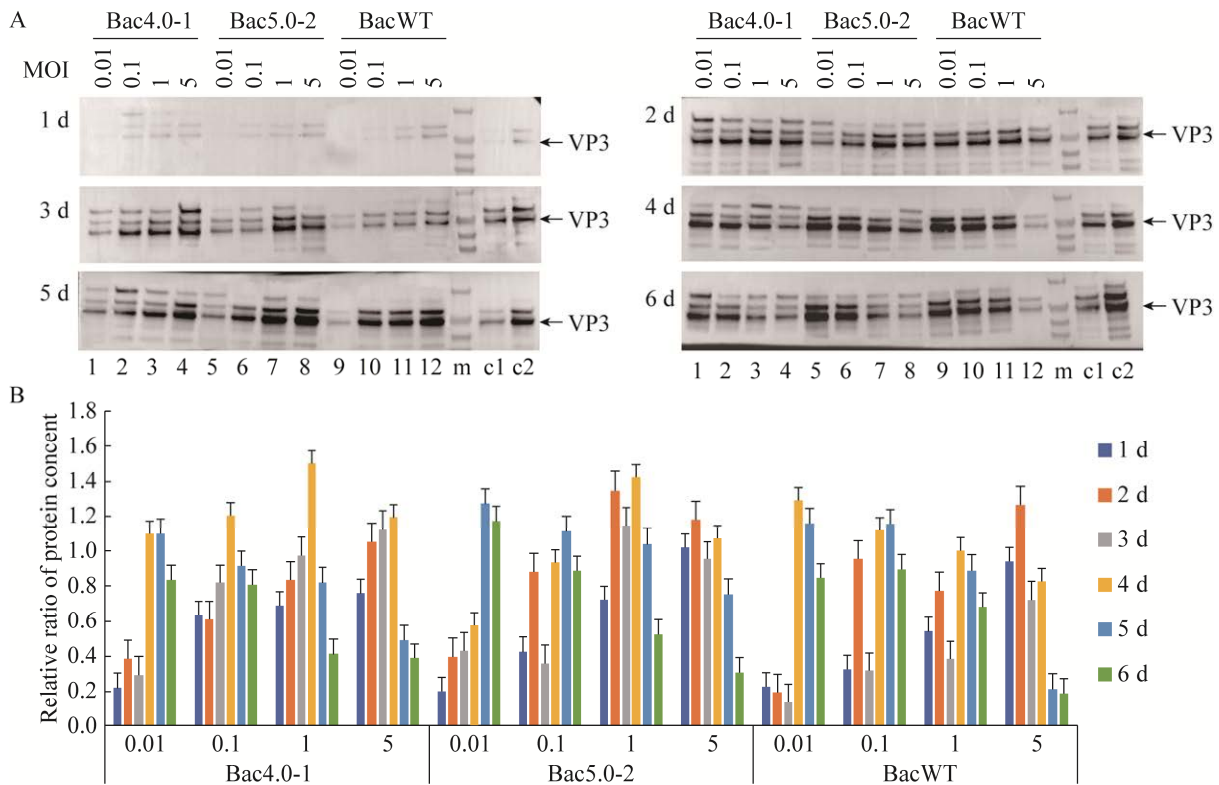 A
Bac4.0-1 Bac5.0-2 BacWT
MOI 0.01 0.1 1 5 0.01 0.1 1 5 0.01 0.1 1 5
1 d VP3
3 d VP3
5 d VP3
1 2 3 4 5 6 7 8 9 10 11 12 m c1 c2
Bac4.0-1 Bac5.0-2 BacWT
0.01 0.1 1 5 0.01 0.1 1 5 0.01 0.1 1 5
2 d VP3
4 d VP3
6 d VP3
1 2 3 4 5 6 7 8 9 10 11 12 m c1 c2
B
Relative ratio of protein concent
1.8
1.6
1.4
1.2
1.0
0.8
0.6
0.4
0.2
0.0
0.01 0.1 1 5 0.01 0.1 1 5 0.01 0.1 1 5
Bac4.0-1 Bac5.0-2 BacWT
1 d
2 d
3 d
4 d
5 d
6 d